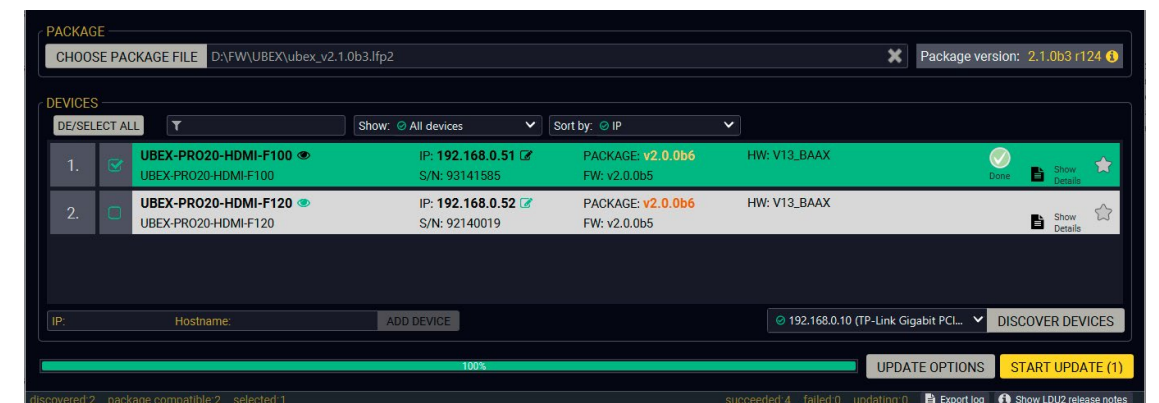 PACKAGE
CHOOSE PACKAGE FILE D:\FW\UBEX\ubex_v2.1.0b3.lfp2 Package version: 2.1.0b3 r124
DEVICES
DE/SELECT ALL Show: All devices Sort by: IP
1. UBEX-PRO20-HDMI-F100 IP: 192.168.0.51 PACKAGE: v2.0.0b6 HW: V13_BAAX
UBEX-PRO20-HDMI-F100 S/N: 93141585 FW: v2.0.0b5 Done Show Details
2. UBEX-PRO20-HDMI-F120 IP: 192.168.0.52 PACKAGE: v2.0.0b6 HW: V13_BAAX
UBEX-PRO20-HDMI-F120 S/N: 92140019 FW: v2.0.0b5 Show Details
IP: Hostname: ADD DEVICE 192.168.0.10 (TP-Link Gigabit PCI... DISCOVER DEVICES
100% UPDATE OPTIONS START UPDATE (1)
discovered:2 package compatible:2 selected:1 succeeded:4 failed:0 updating:0 Export log Show LDU2 release notes